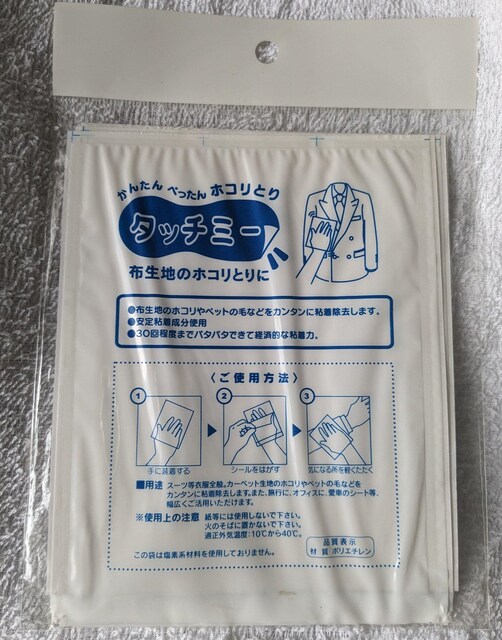 かんたん ぺったん ホコリとり
タッチミー
布生地のホコリとりに
●布生地のホコリやペットの毛などをカンタンに粘着除去します。
●安定粘着成分使用
●30回程度までパタパタできて経済的な粘着力。
〈ご使用方法〉
1 2 3
手に装着する シールをはがす 気になる所を軽くたたく
■用途 スーツ等衣服全般。カーペット生地のホコリやペットの毛などを
カンタンに粘着除去します。また、旅行に、オフィスに、愛車のシート等、
幅広くご活用いただけます。
※使用上の注意 紙等には使用しないで下さい。
火のそばに置かないで下さい。
適正外気温度:10℃から40℃。
品質表示
この袋は塩素系材料を使用しておりません。 材 質 ポリエチレン